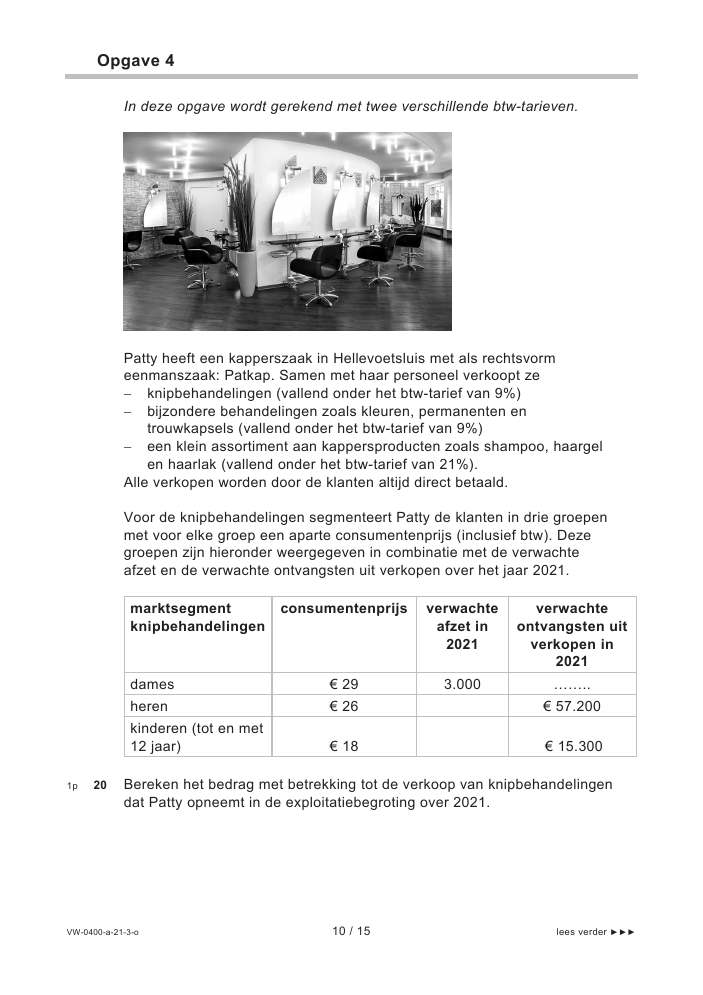 Opgave 4
In deze opgave wordt gerekend met twee verschillende btw-tarieven.
Patty heeft een kapperszaak in Hellevoetsluis met als rechtsvorm
eenmanszaak: Patkap. Samen met haar personeel verkoopt ze
– knipbehandelingen (vallend onder het btw-tarief van 9%)
– bijzondere behandelingen zoals kleuren, permanenten en
trouwkapsels (vallend onder het btw-tarief van 9%)
– een klein assortiment aan kappersproducten zoals shampoo, haargel
en haarlak (vallend onder het btw-tarief van 21%).
Alle verkopen worden door de klanten altijd direct betaald.
Voor de knipbehandelingen segmenteert Patty de klanten in drie groepen
met voor elke groep een aparte consumentenprijs (inclusief btw). Deze
groepen zijn hieronder weergegeven in combinatie met de verwachte
afzet en de verwachte ontvangsten uit verkopen over het jaar 2021.
marktsegment consumentenprijs verwachte verwachte
knipbehandelingen afzet in ontvangsten uit
2021 verkopen in
2021
dames € 29 3.000 ........
heren € 26 € 57.200
kinderen (tot en met
12 jaar) € 18 € 15.300
1p 20 Bereken het bedrag met betrekking tot de verkoop van knipbehandelingen
dat Patty opneemt in de exploitatiebegroting over 2021.
VW-0400-a-21-3-o 10 / 15 lees verder ►►►